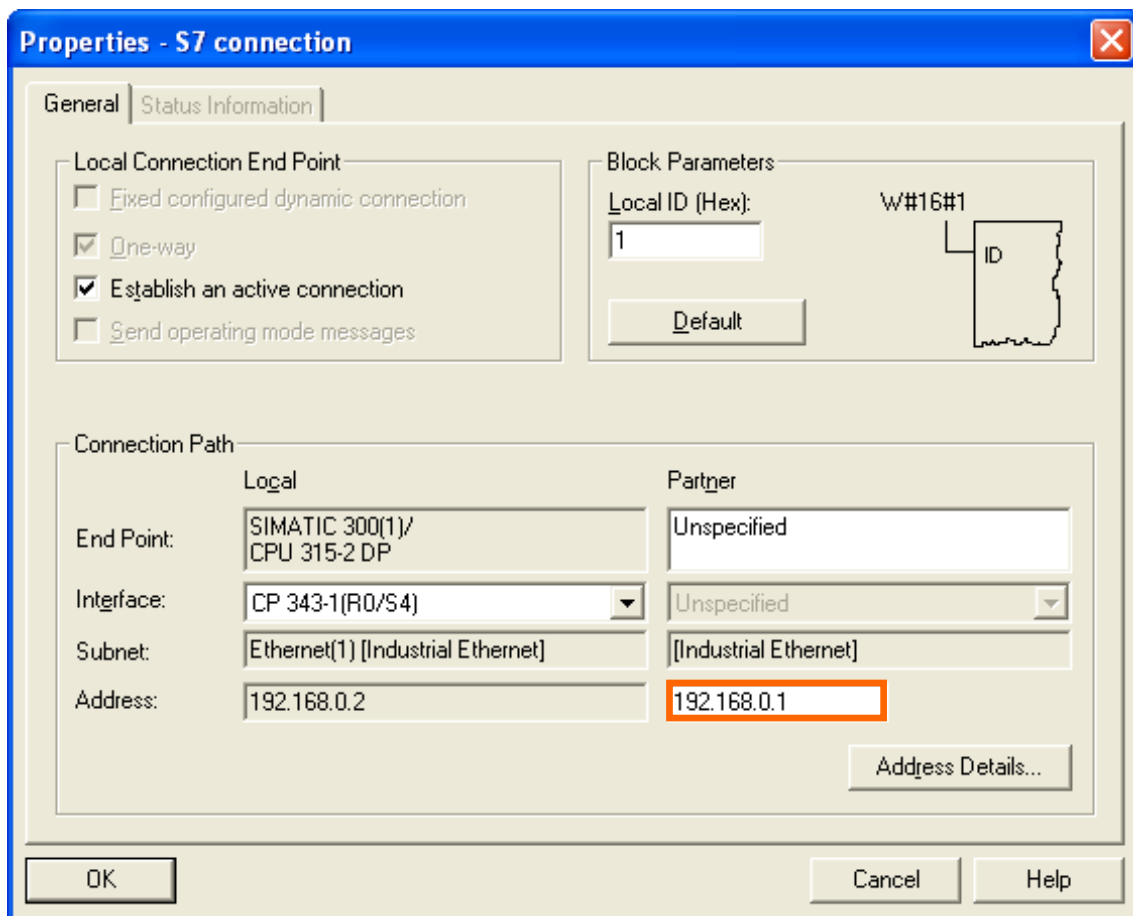 Properties - S7 connection
General
Status Information
Local Connection End Point
Fixed configured dynamic connection
One-way
Establish an active connection
Send operating mode messages
Block Parameters
Local ID (Hex):
W#16#1
1
ID
Default
Connection Path
Local
Partner
End Point:
SIMATIC 300(1)/
CPU 315-2 DP
Unspecified
Interface:
CP 343-1(R0/S4)
Unspecified
Subnet:
Ethernet(1) [Industrial Ethernet]
[Industrial Ethernet]
Address:
192.168.0.2
192.168.0.1
Address Details...
OK
Cancel
Help